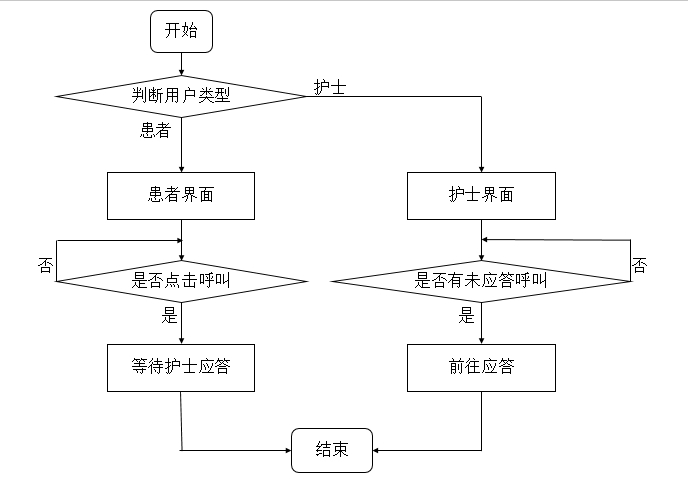 开始
判断用户类型
护士
患者
患者界面
护士界面
否
是否点击呼叫
是否有未应答呼叫
否
是
是
等待护士应答
前往应答
结束